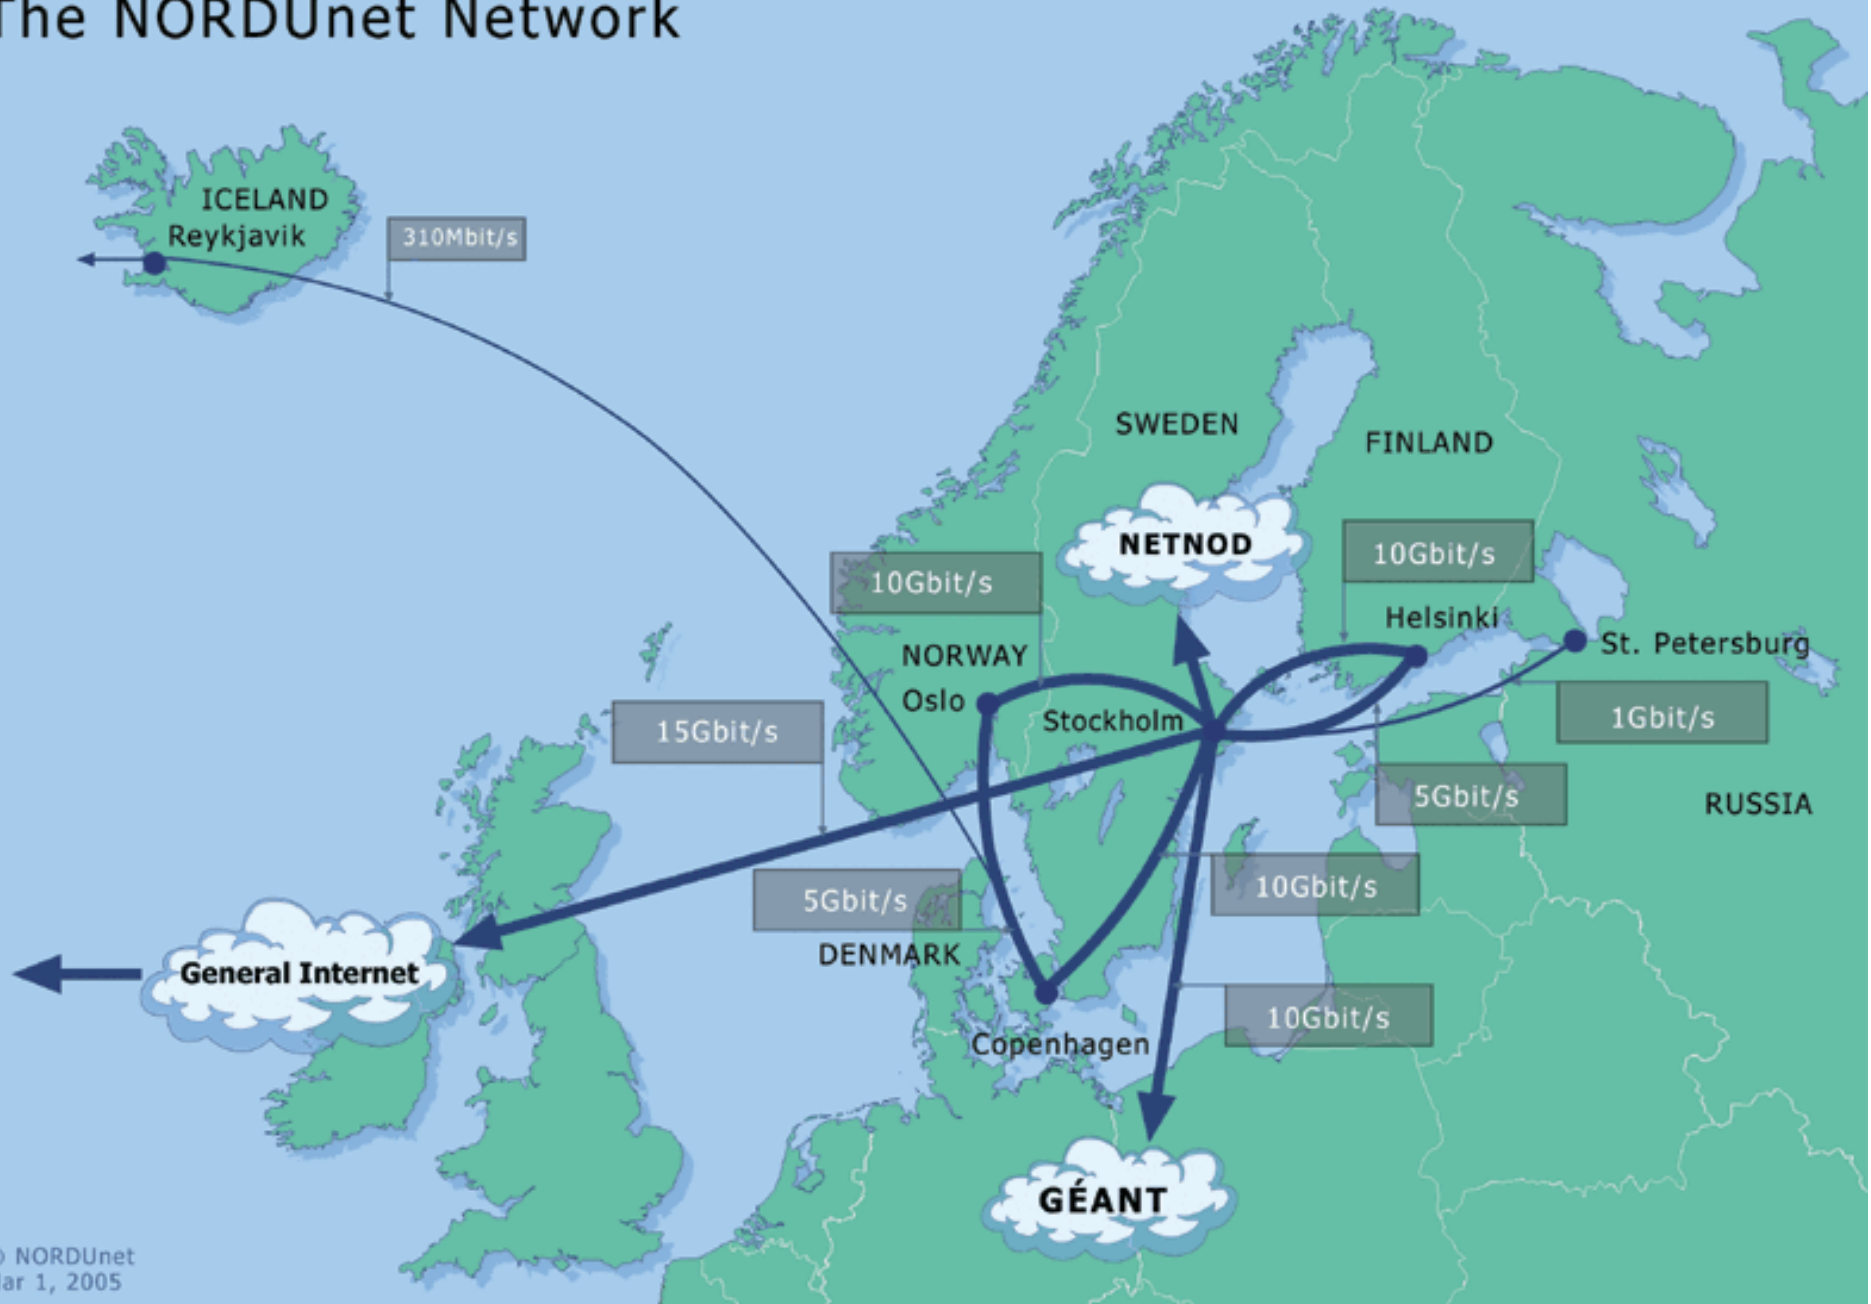 The NORDUnet Network
ICELAND
Reykjavik
310Mbit/s
SWEDEN
FINLAND
NETNOD
10Gbit/s
10Gbit/s
Helsinki
St. Petersburg
NORWAY
Oslo
Stockholm
15Gbit/s
1Gbit/s
5Gbit/s
RUSSIA
5Gbit/s
10Gbit/s
DENMARK
General Internet
10Gbit/s
Copenhagen
GÉANT
© NORDUnet
Mar 1, 2005